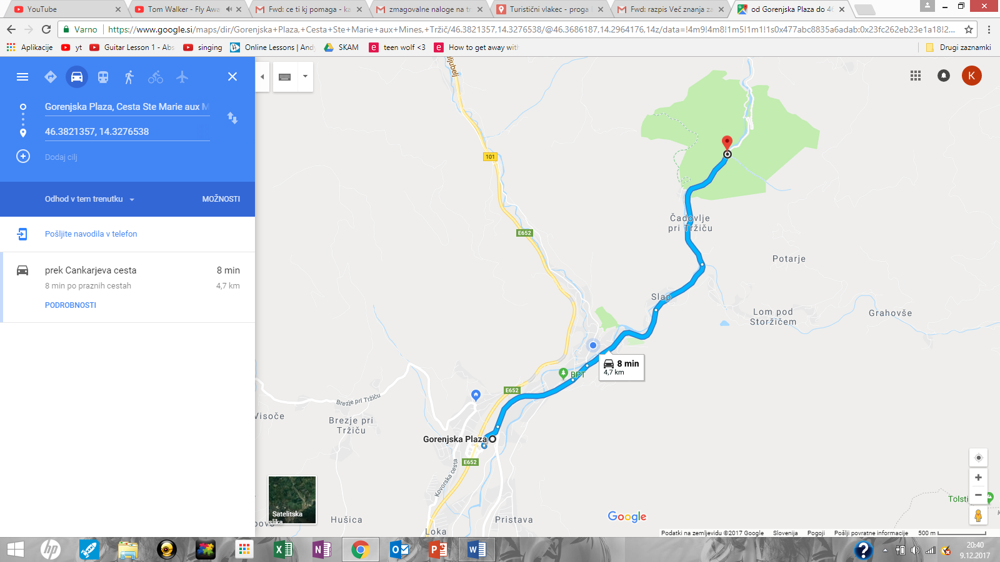 YouTube
Tom Walker - Fly Awa
Fwd: ce ti kj pomaga - ka
zmagovalne naloge na tr
Turistični vlakec - proga
Fwd: razpis Več znanja za
od Gorenjska Plaza do 46
Varno
https://www.google.si/maps/dir/Gorenjska+Plaza,+Cesta+Ste+Marie+aux+Mines,+Tržič/46.3821357,14.3276538/@46.3686187,14.2964176,14z/data=!4m9!4m8!1m5!1m1!1s0x477abc8835a6adab:0x23fc262eb23e1a18!2...
Aplikacije
yt
Guitar Lesson 1 - Abs
singing
Online Lessons | Andy
SKAM
teen wolf <3
How to get away with
Drugi zaznamki
Gorenjska Plaza, Cesta Ste Marie aux M
46.3821357, 14.3276538
Dodaj cilj
Odhod v tem trenutku
MOŽNOSTI
Pošljite navodila v telefon
prek Cankarjeva cesta
8 min
8 min po praznih cestah
4,7 km
PODROBNOSTI
ljubelj
K
101
E652
Čadovlje
pri Tržiču
Potarje
Slap
Lom pod
Storžičem
Grahovše
8 min
4,7 km
BPT
E652
Brezje pri Tržiču
Visoče
Brezje pri
Tržiču
Gorenjska Plaza
E652
Kovorska cesta
Satelitska
slika
Hušica
Loka
Pristava
Tolsti
Google
Podatki na zemljevidu ©2017 Google
Slovenija
Pogoji
Pošlji povratne informacije
500 m
hp
20:40
9.12.2017